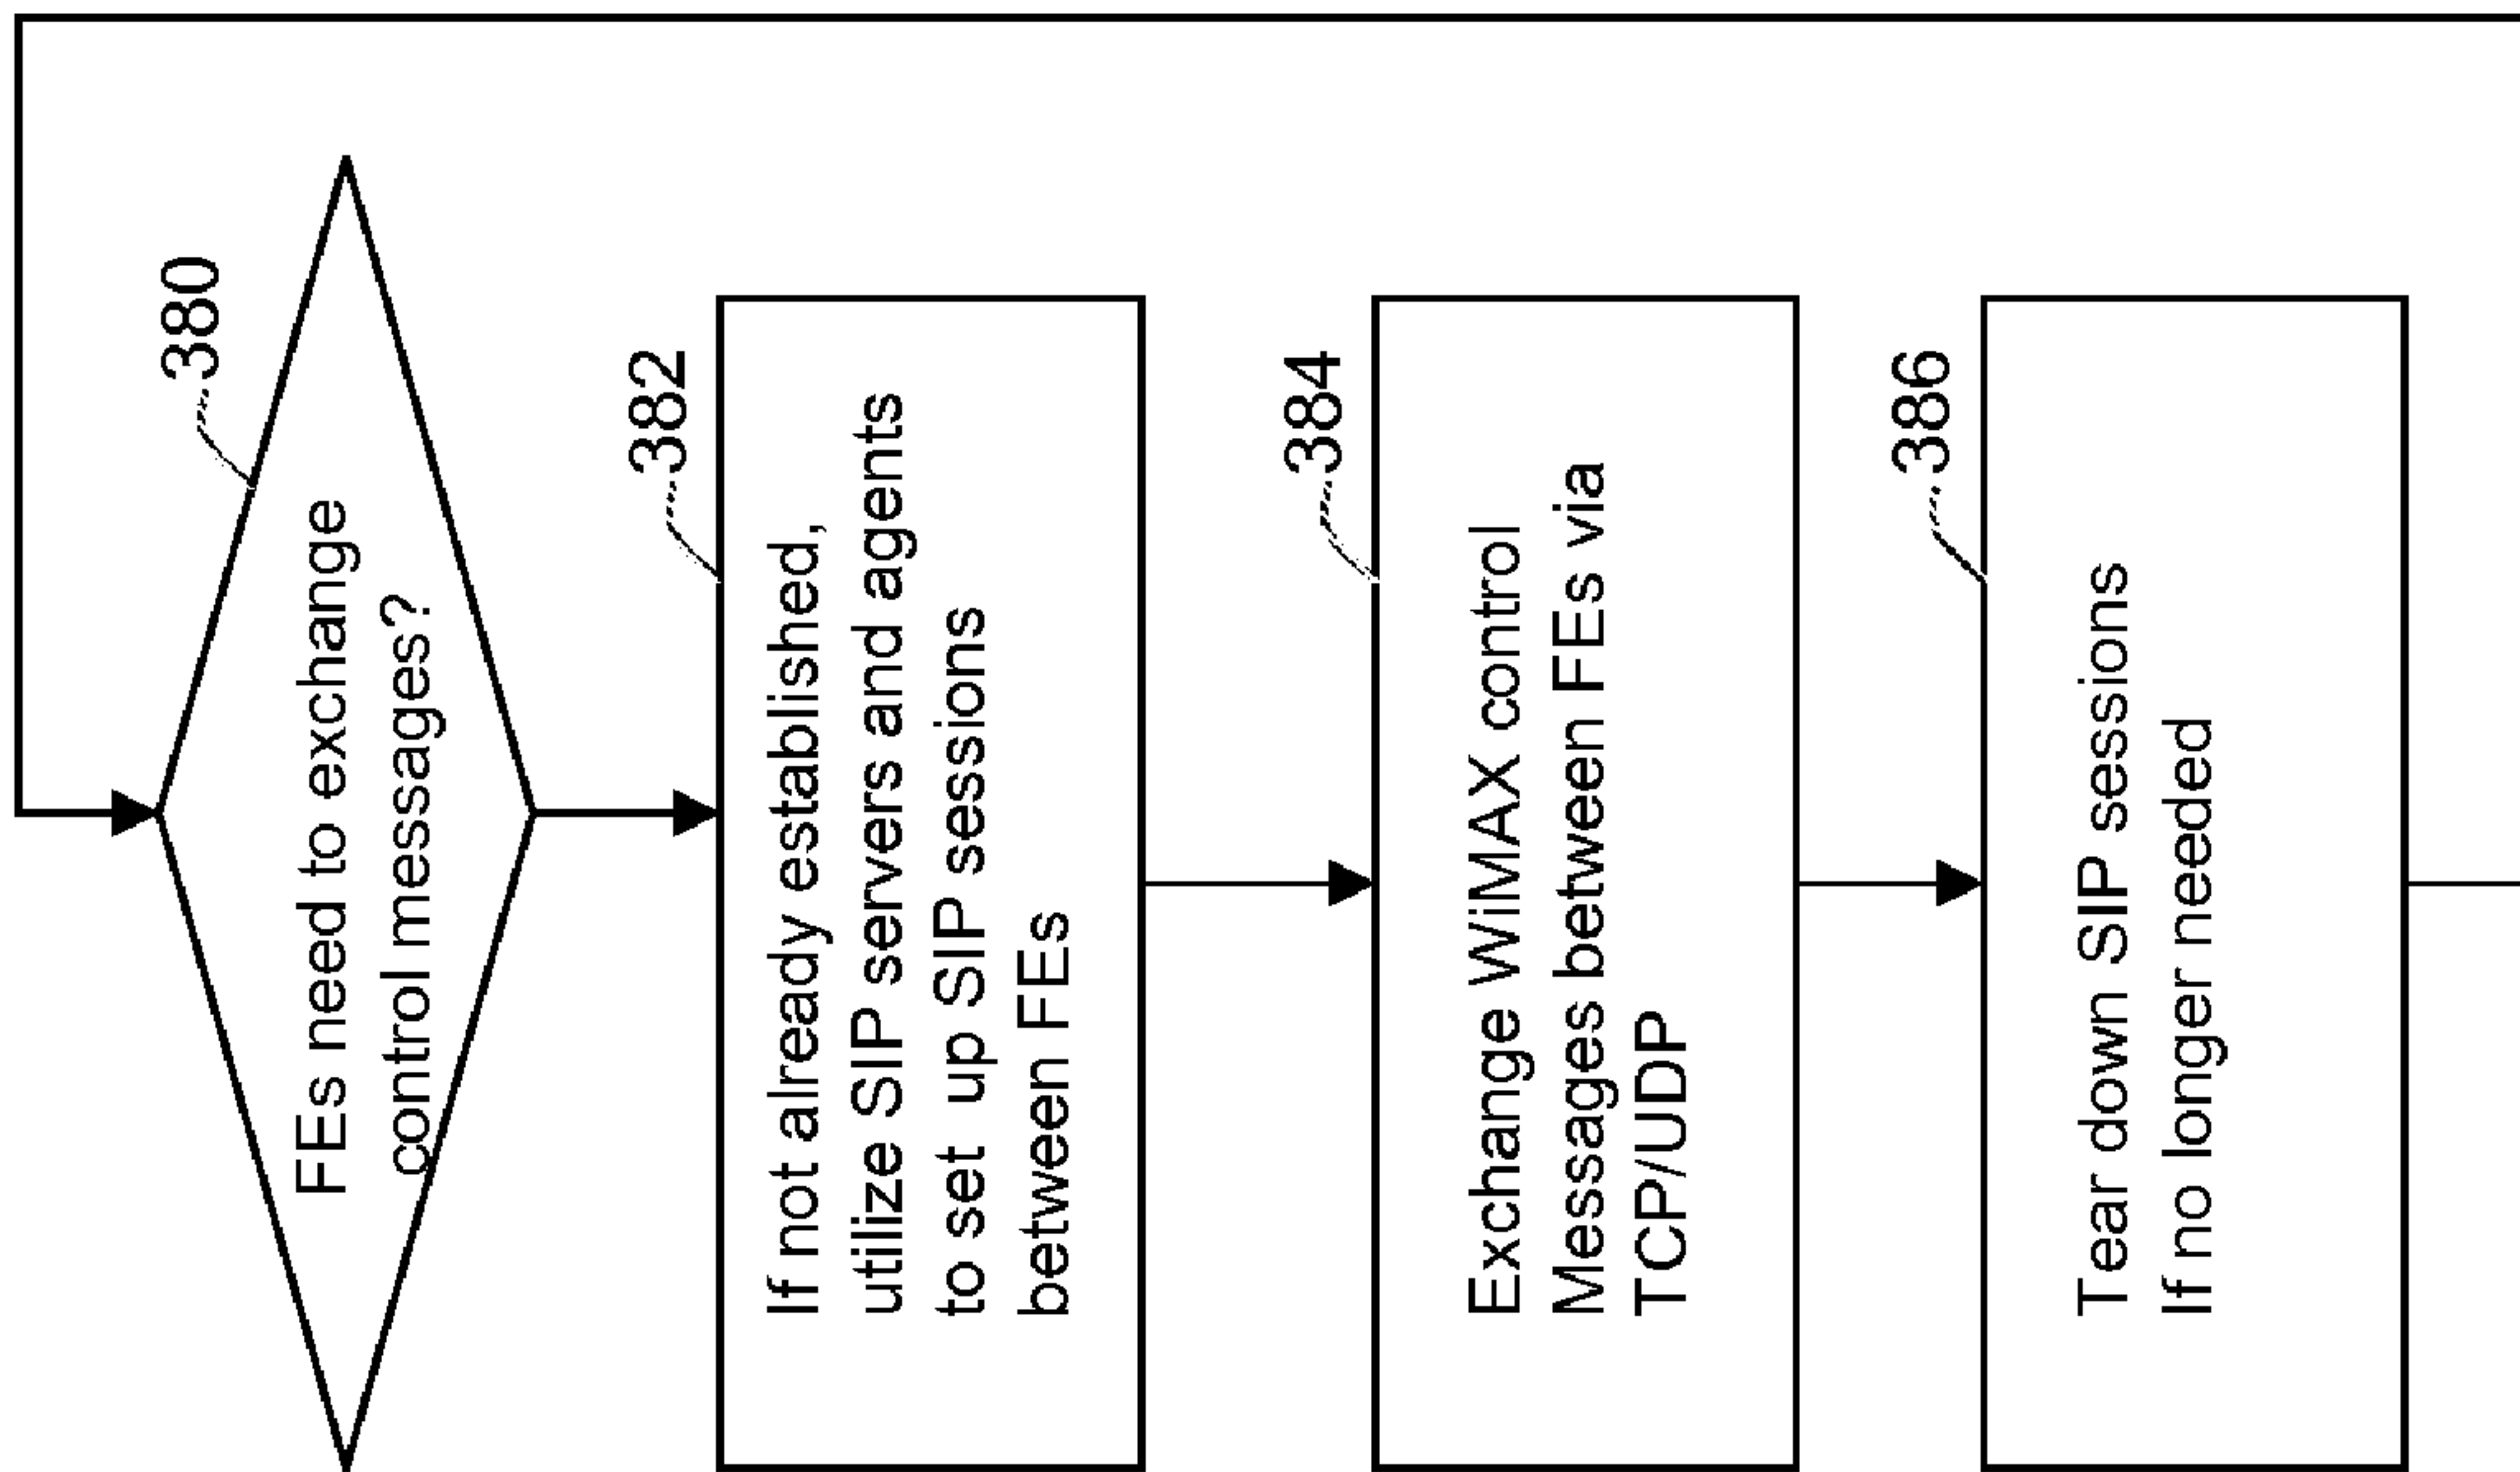 380
FEs need to exchange
control messages?
382
If not already established,
utilize SIP servers and agents
to set up SIP sessions
between FEs
384
Exchange WiMAX control
Messages between FEs via
TCP/UDP
386
Tear down SIP sessions
If no longer needed